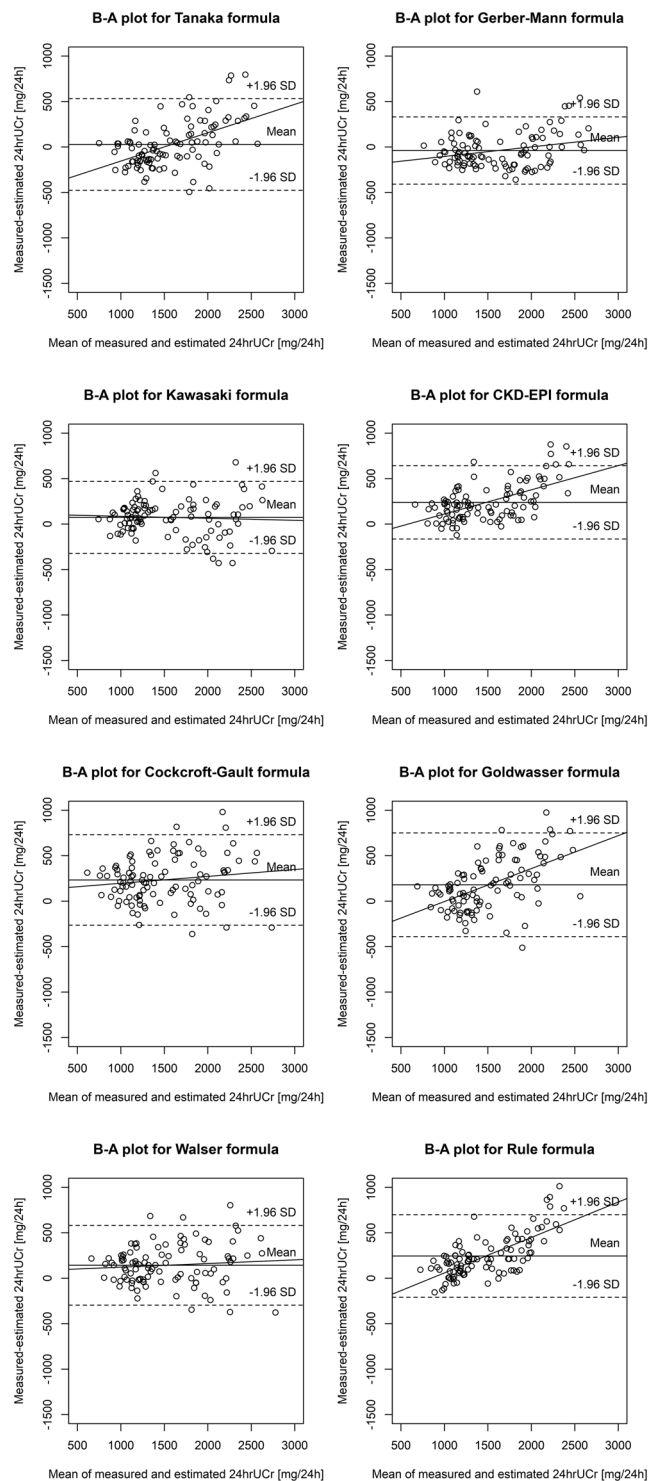 B-A plot for Tanaka formula
Measured-estimated 24hrUCr [mg/24h]
1000
500
0
-500
-1000
-1500
+1.96 SD
Mean
-1.96 SD
500 1000 1500 2000 2500 3000
Mean of measured and estimated 24hrUCr [mg/24h]
B-A plot for Gerber-Mann formula
Measured-estimated 24hrUCr [mg/24h]
1000
500
0
-500
-1000
-1500
+1.96 SD
Mean
-1.96 SD
500 1000 1500 2000 2500 3000
Mean of measured and estimated 24hrUCr [mg/24h]
B-A plot for Kawasaki formula
Measured-estimated 24hrUCr [mg/24h]
1000
500
0
-500
-1000
-1500
+1.96 SD
Mean
-1.96 SD
500 1000 1500 2000 2500 3000
Mean of measured and estimated 24hrUCr [mg/24h]
B-A plot for CKD-EPI formula
Measured-estimated 24hrUCr [mg/24h]
1000
500
0
-500
-1000
-1500
+1.96 SD
Mean
-1.96 SD
500 1000 1500 2000 2500 3000
Mean of measured and estimated 24hrUCr [mg/24h]
B-A plot for Cockcroft-Gault formula
Measured-estimated 24hrUCr [mg/24h]
1000
500
0
-500
-1000
-1500
+1.96 SD
Mean
-1.96 SD
500 1000 1500 2000 2500 3000
Mean of measured and estimated 24hrUCr [mg/24h]
B-A plot for Goldwasser formula
Measured-estimated 24hrUCr [mg/24h]
1000
500
0
-500
-1000
-1500
+1.96 SD
Mean
-1.96 SD
500 1000 1500 2000 2500 3000
Mean of measured and estimated 24hrUCr [mg/24h]
B-A plot for Walser formula
Measured-estimated 24hrUCr [mg/24h]
1000
500
0
-500
-1000
-1500
+1.96 SD
Mean
-1.96 SD
500 1000 1500 2000 2500 3000
Mean of measured and estimated 24hrUCr [mg/24h]
B-A plot for Rule formula
Measured-estimated 24hrUCr [mg/24h]
1000
500
0
-500
-1000
-1500
+1.96 SD
Mean
-1.96 SD
500 1000 1500 2000 2500 3000
Mean of measured and estimated 24hrUCr [mg/24h]